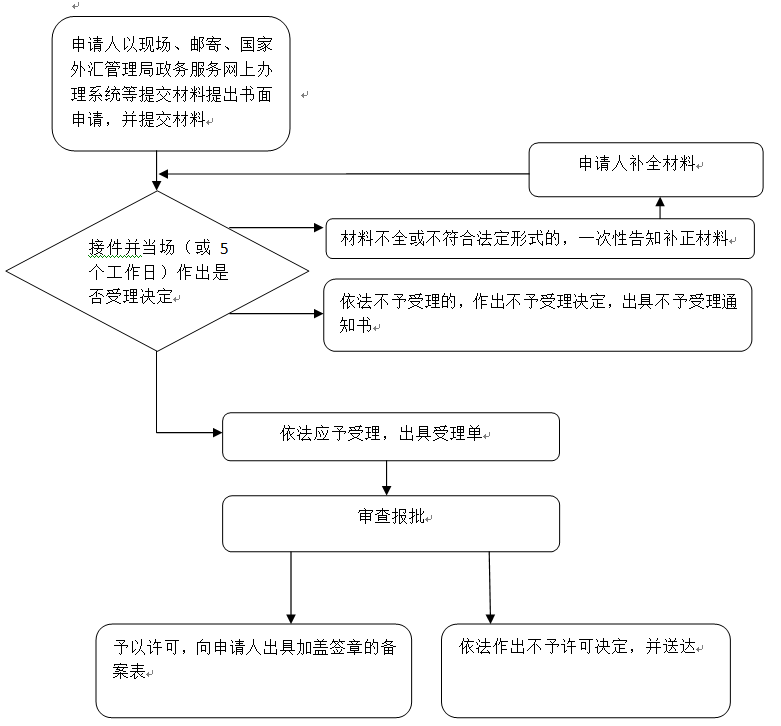 申请人以现场、邮寄、国家
外汇管理局政务服务网上办
理系统等提交材料提出书面
申请，并提交材料
申请人补全材料
接件并当场（或 5
个工作日）作出是
否受理决定
材料不全或不符合法定形式的，一次性告知补正材料
依法不予受理的，作出不予受理决定，出具不予受理通
知书
依法应予受理，出具受理单
审查报批
予以许可，向申请人出具加盖签章的备
案表
依法作出不予许可决定，并送达